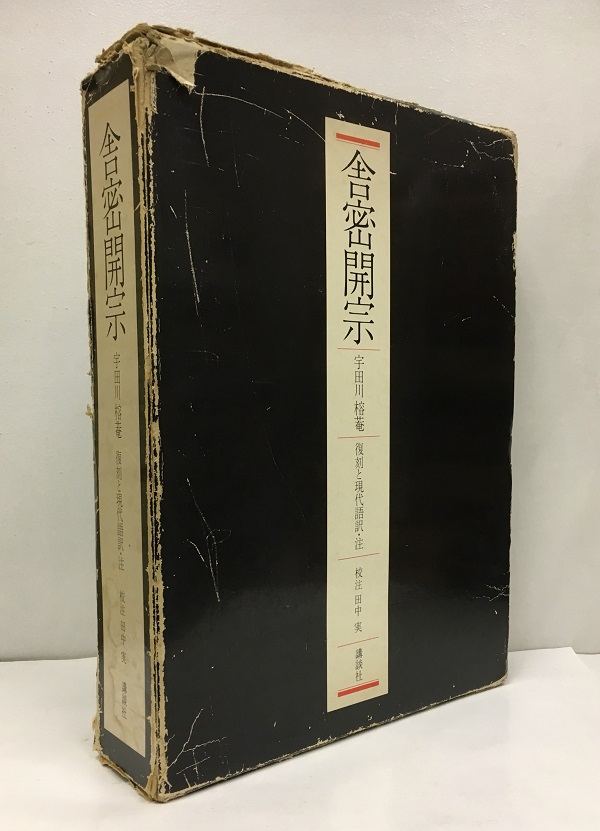 舎密開宗
宇田川榕菴
復刻と現代語訳・注
校注 田中実
講談社
舎密開宗
宇田川 榕菴
復刻と現代語訳・注
校注 田中 実
講談社